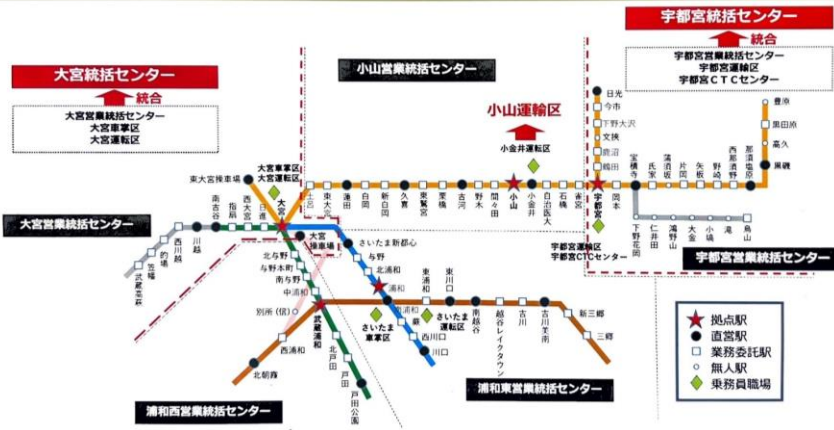 宇都宮統括センター
統合
宇都宮営業統括センター
宇都宮運輸区
宇都宮CTCセンター
大宮統括センター
統合
大宮営業統括センター
大宮車掌区
大宮運転区
小山営業統括センター
小山運輸区
小金井運転区
大宮車掌区
大宮運転区
東大宮操車場
大宮営業統括センター
武蔵高萩
笠幡
的場
西川越
川越
南古谷
指扇
西大宮
日進
大宮
土呂
東大宮
蓮田
白岡
新白岡
久喜
東鷲宮
栗橋
古河
野木
間々田
小山
小金井
自治医大
石橋
雀宮
宇都宮
日光
今市
下野大沢
文挾
鹿沼
鶴田
岡本
宝積寺
氏家
蒲須坂
片岡
矢板
野崎
西那須野
那須塩原
黒磯
高久
黒田原
豊原
下野花岡
仁井田
鴻野山
大金
小塙
滝
烏山
宇都宮運輸区
宇都宮CTCセンター
宇都宮営業統括センター
大宮操車場
さいたま新都心
与野
北浦和
浦和
南浦和
蕨
西川口
川口
北与野
与野本町
南与野
中浦和
別所(信)
武蔵浦和
西浦和
北朝霞
北戸田
戸田
戸田公園
さいたま車掌区
さいたま運転区
東浦和
東川口
南越谷
越谷レイクタウン
吉川
吉川美南
新三郷
三郷
浦和西営業統括センター
浦和東営業統括センター
拠点駅
直営駅
業務委託駅
無人駅
乗務員職場